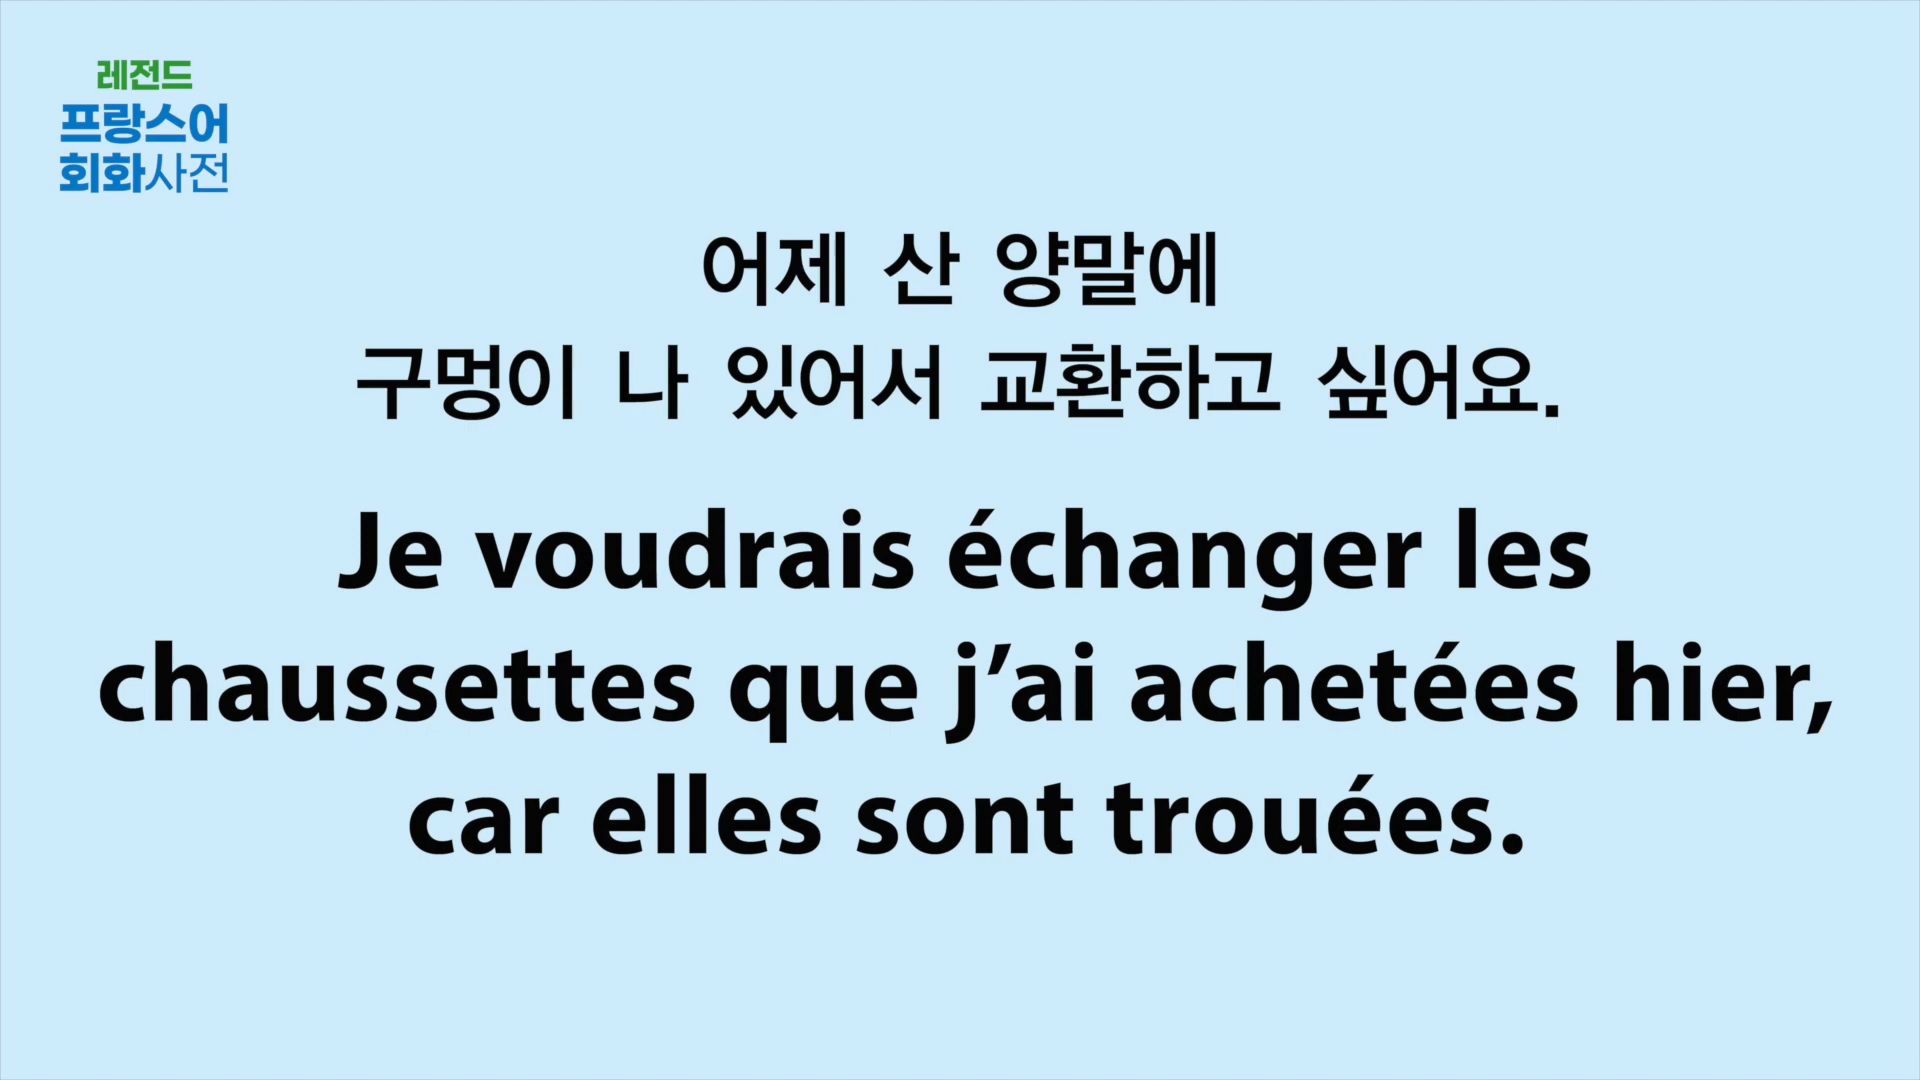 레전드
프랑스어
회화사전
어제 산 양말에
구멍이 나 있어서 교환하고 싶어요.
Je voudrais échanger les
chaussettes que j’ai achetées hier,
car elles sont trouées.